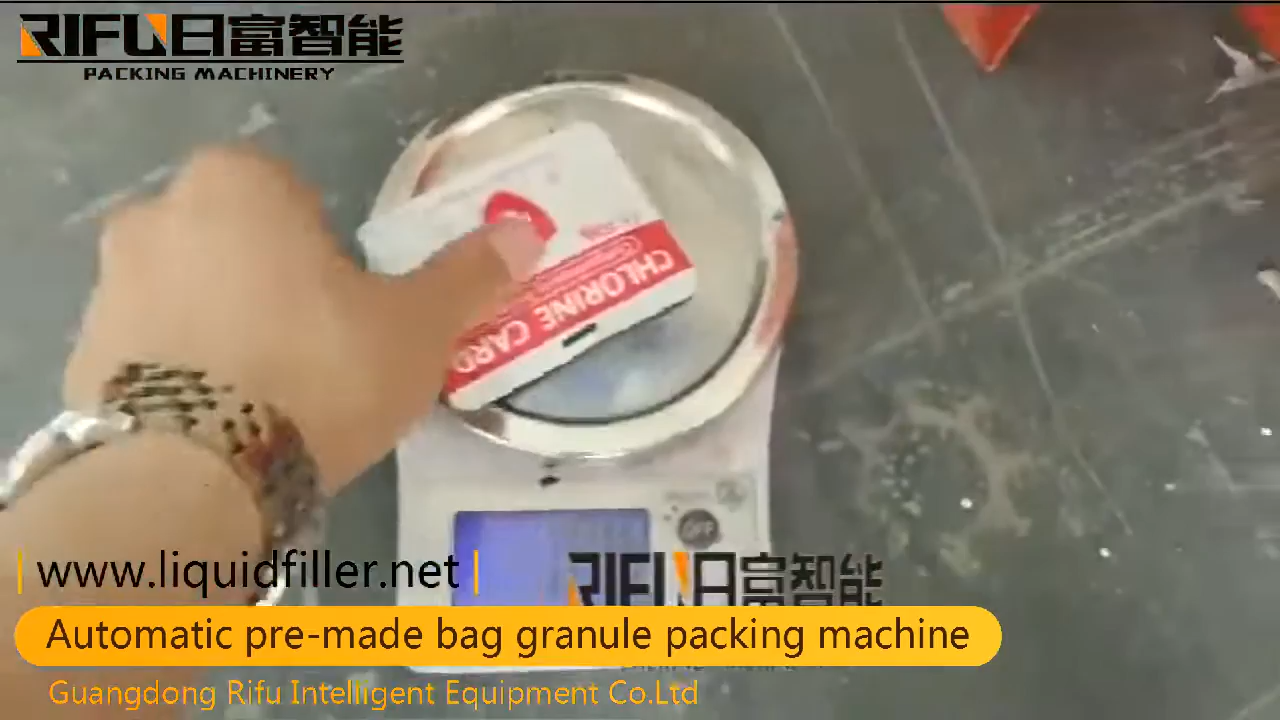 RIFU日富智能
PACKING MACHINERY
CHLORINE CARD
OFF
www.liquidfiller.net
RIFU日富智能
Automatic pre-made bag granule packing machine
Guangdong Rifu Intelligent Equipment Co.Ltd